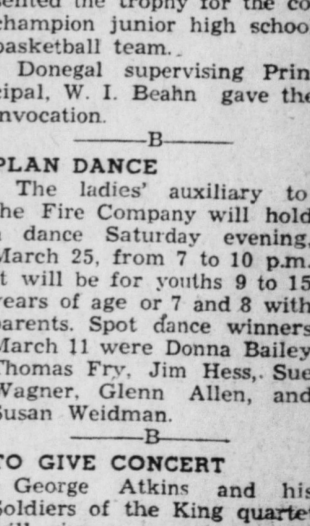 sented the trophy for the co
champion junior high schoo
basketball team.
Donegal supervising Prin
cipal, W. I. Beahn gave the
invocation.
B
PLAN DANCE
The ladies' auxiliary to
the Fire Company will hold
a dance Saturday evening,
March 25, from 7 to 10 p.m.
It will be for youths 9 to 15
years of age or 7 and 8 with
parents. Spot dance winners
March 11 were Donna Bailey
Thomas Fry, Jim Hess, Sue
Wagner, Glenn Allen, and
Susan Weidman.
B
TO GIVE CONCERT
George Atkins and his
Soldiers of the King quarte